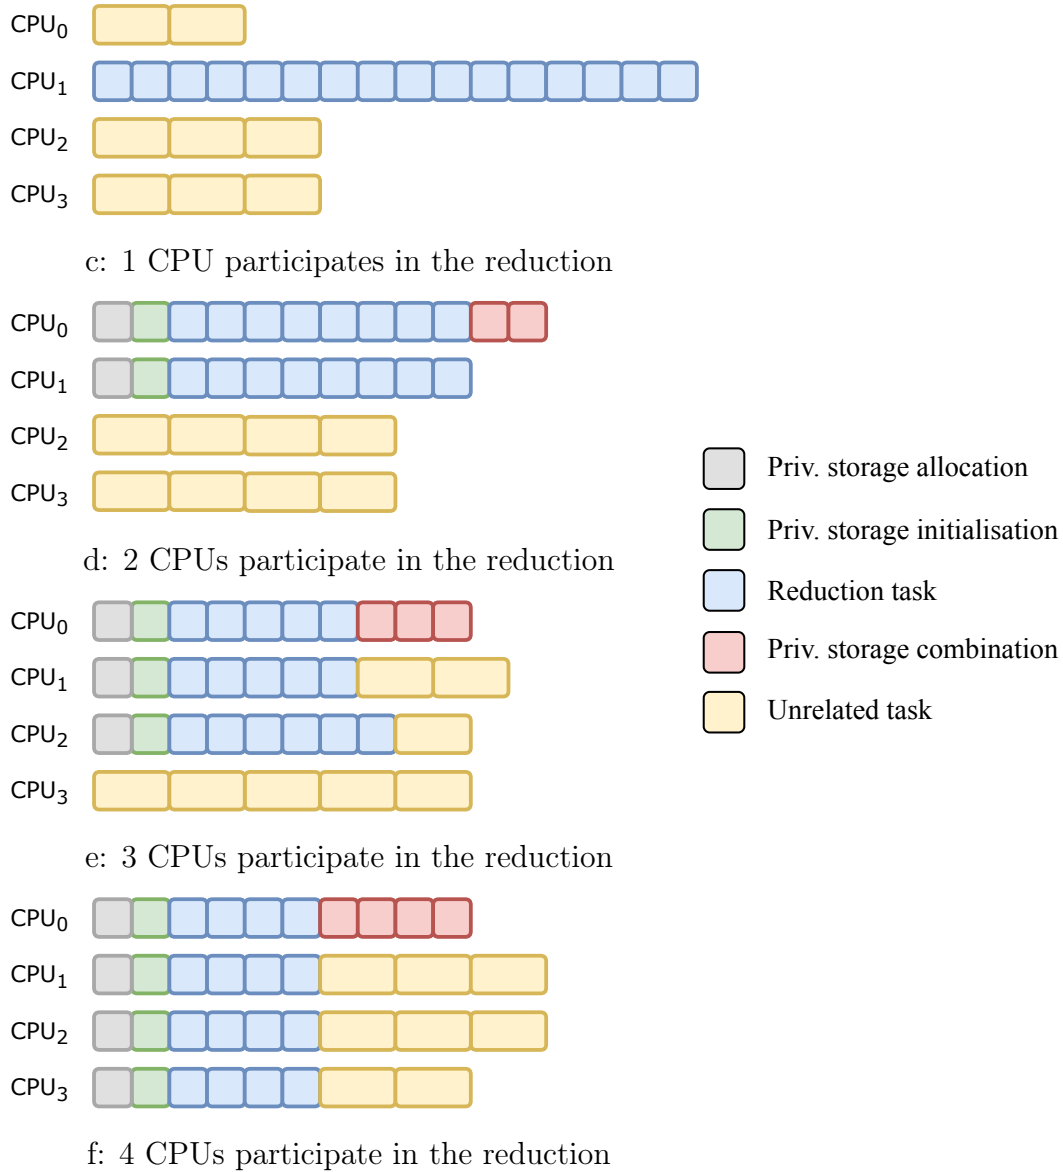 CPU0
CPU1
CPU2
CPU3
c: 1 CPU participates in the reduction
CPU0
CPU1
CPU2
CPU3
d: 2 CPUs participate in the reduction
Priv. storage allocation
Priv. storage initialisation
Reduction task
Priv. storage combination
Unrelated task
CPU0
CPU1
CPU2
CPU3
e: 3 CPUs participate in the reduction
CPU0
CPU1
CPU2
CPU3
f: 4 CPUs participate in the reduction